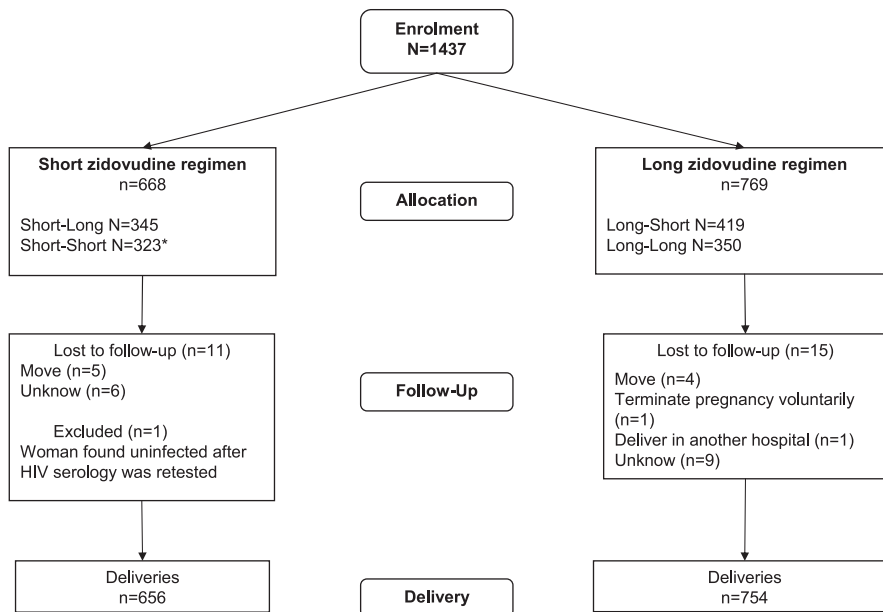 Enrolment
N=1437
Short zidovudine regimen
n=668
Short-Long N=345
Short-Short N=323*
Allocation
Long zidovudine regimen
n=769
Long-Short N=419
Long-Long N=350
Lost to follow-up (n=11)
Move (n=5)
Unknow (n=6)
Excluded (n=1)
Woman found uninfected after
HIV serology was retested
Follow-Up
Lost to follow-up (n=15)
Move (n=4)
Terminate pregnancy voluntarily
(n=1)
Deliver in another hospital (n=1)
Unknow (n=9)
Deliveries
n=656
Delivery
Deliveries
n=754